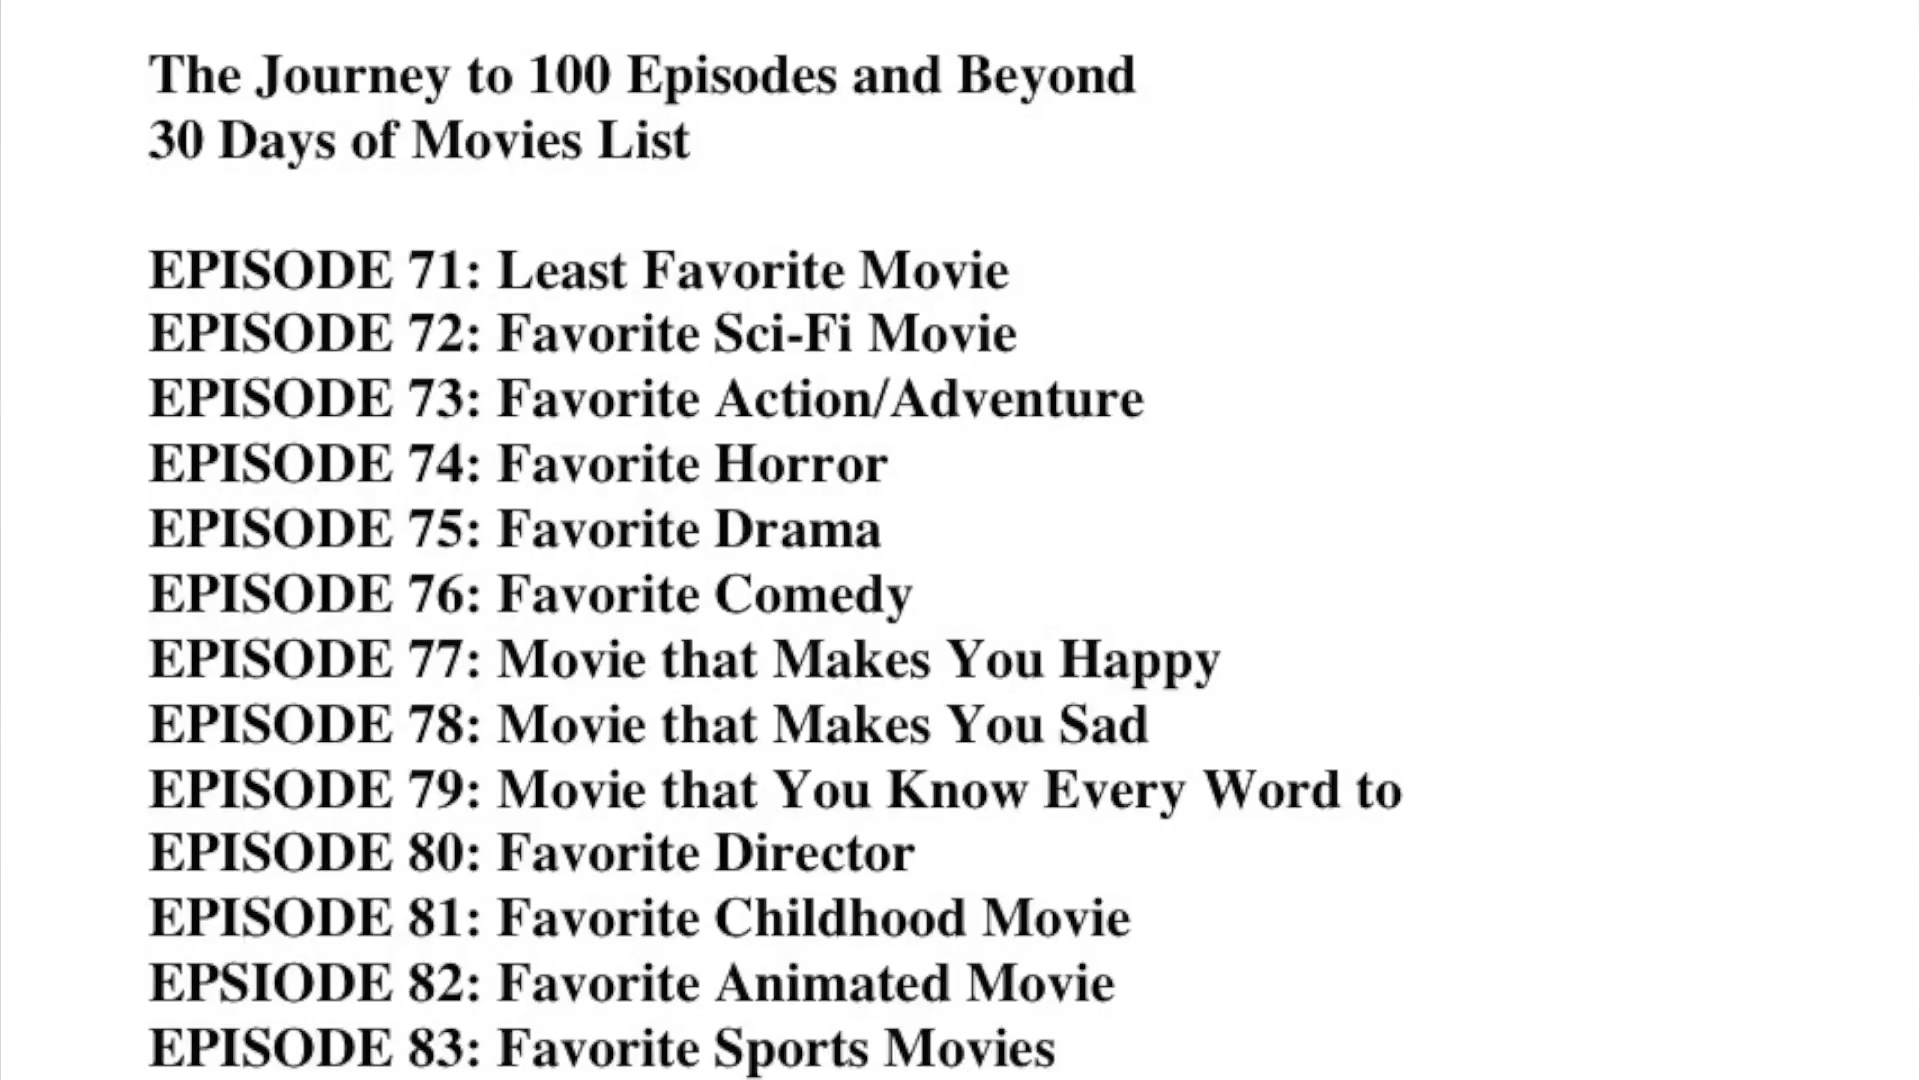 The Journey to 100 Episodes and Beyond
30 Days of Movies List
EPISODE 71: Least Favorite Movie
EPISODE 72: Favorite Sci-Fi Movie
EPISODE 73: Favorite Action/Adventure
EPISODE 74: Favorite Horror
EPISODE 75: Favorite Drama
EPISODE 76: Favorite Comedy
EPISODE 77: Movie that Makes You Happy
EPISODE 78: Movie that Makes You Sad
EPISODE 79: Movie that You Know Every Word to
EPISODE 80: Favorite Director
EPISODE 81: Favorite Childhood Movie
EPSIODE 82: Favorite Animated Movie
EPISODE 83: Favorite Sports Movies